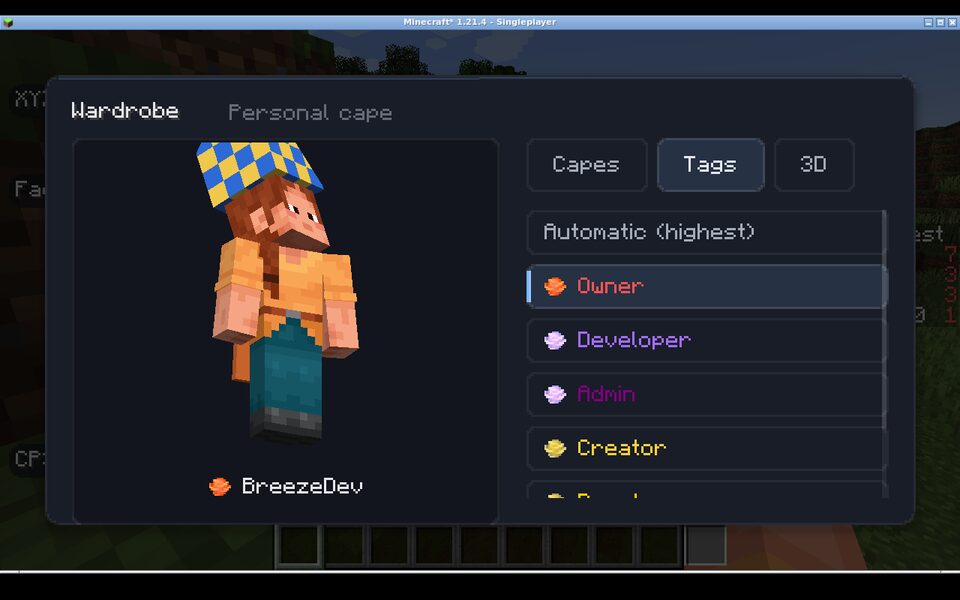 Minecraft* 1.21.4 - Singleplayer
Wardrobe
Personal cape
Capes
Tags
3D
Automatic (highest)
Owner
Developer
Admin
Creator
BreezeDev